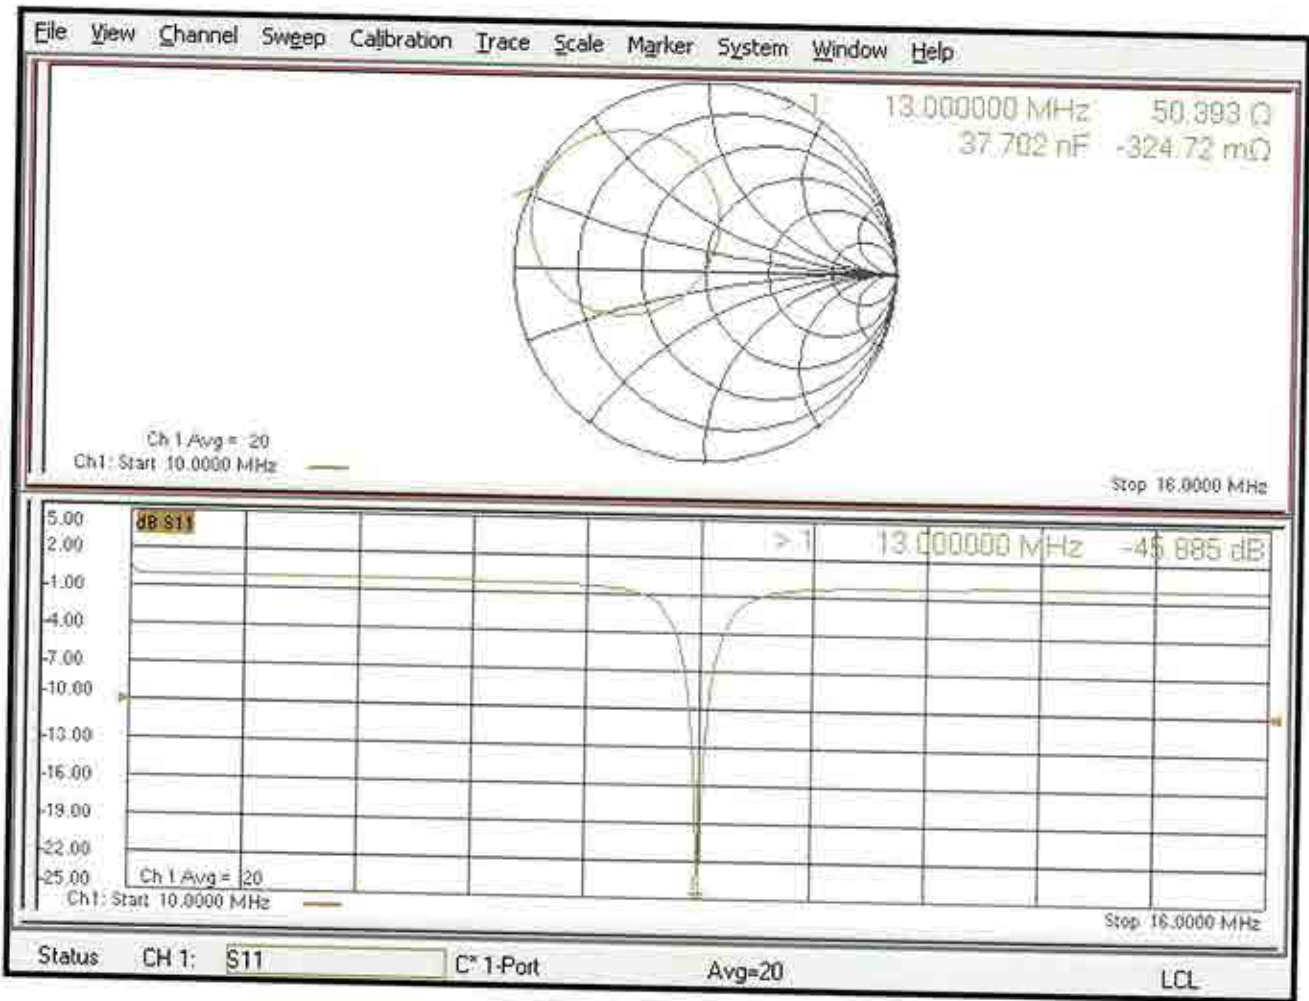 File View Channel Sweep Calibration Trace Scale Marker System Window Help
> 1: 13.000000 MHz 50.393 Ω
37.702 nF -324.72 mΩ
Ch 1 Avg = 20
Ch1: Start 10.0000 MHz
Stop 16.0000 MHz
5.00
dB S11
> 1 13.000000 MHz -45.885 dB
2.00
-1.00
-4.00
-7.00
-10.00
-13.00
-16.00
-19.00
-22.00
-25.00
Ch 1 Avg = 20
Ch1: Start 10.0000 MHz
Stop 16.0000 MHz
Status CH 1: S11 C* 1-Port Avg=20 LCL